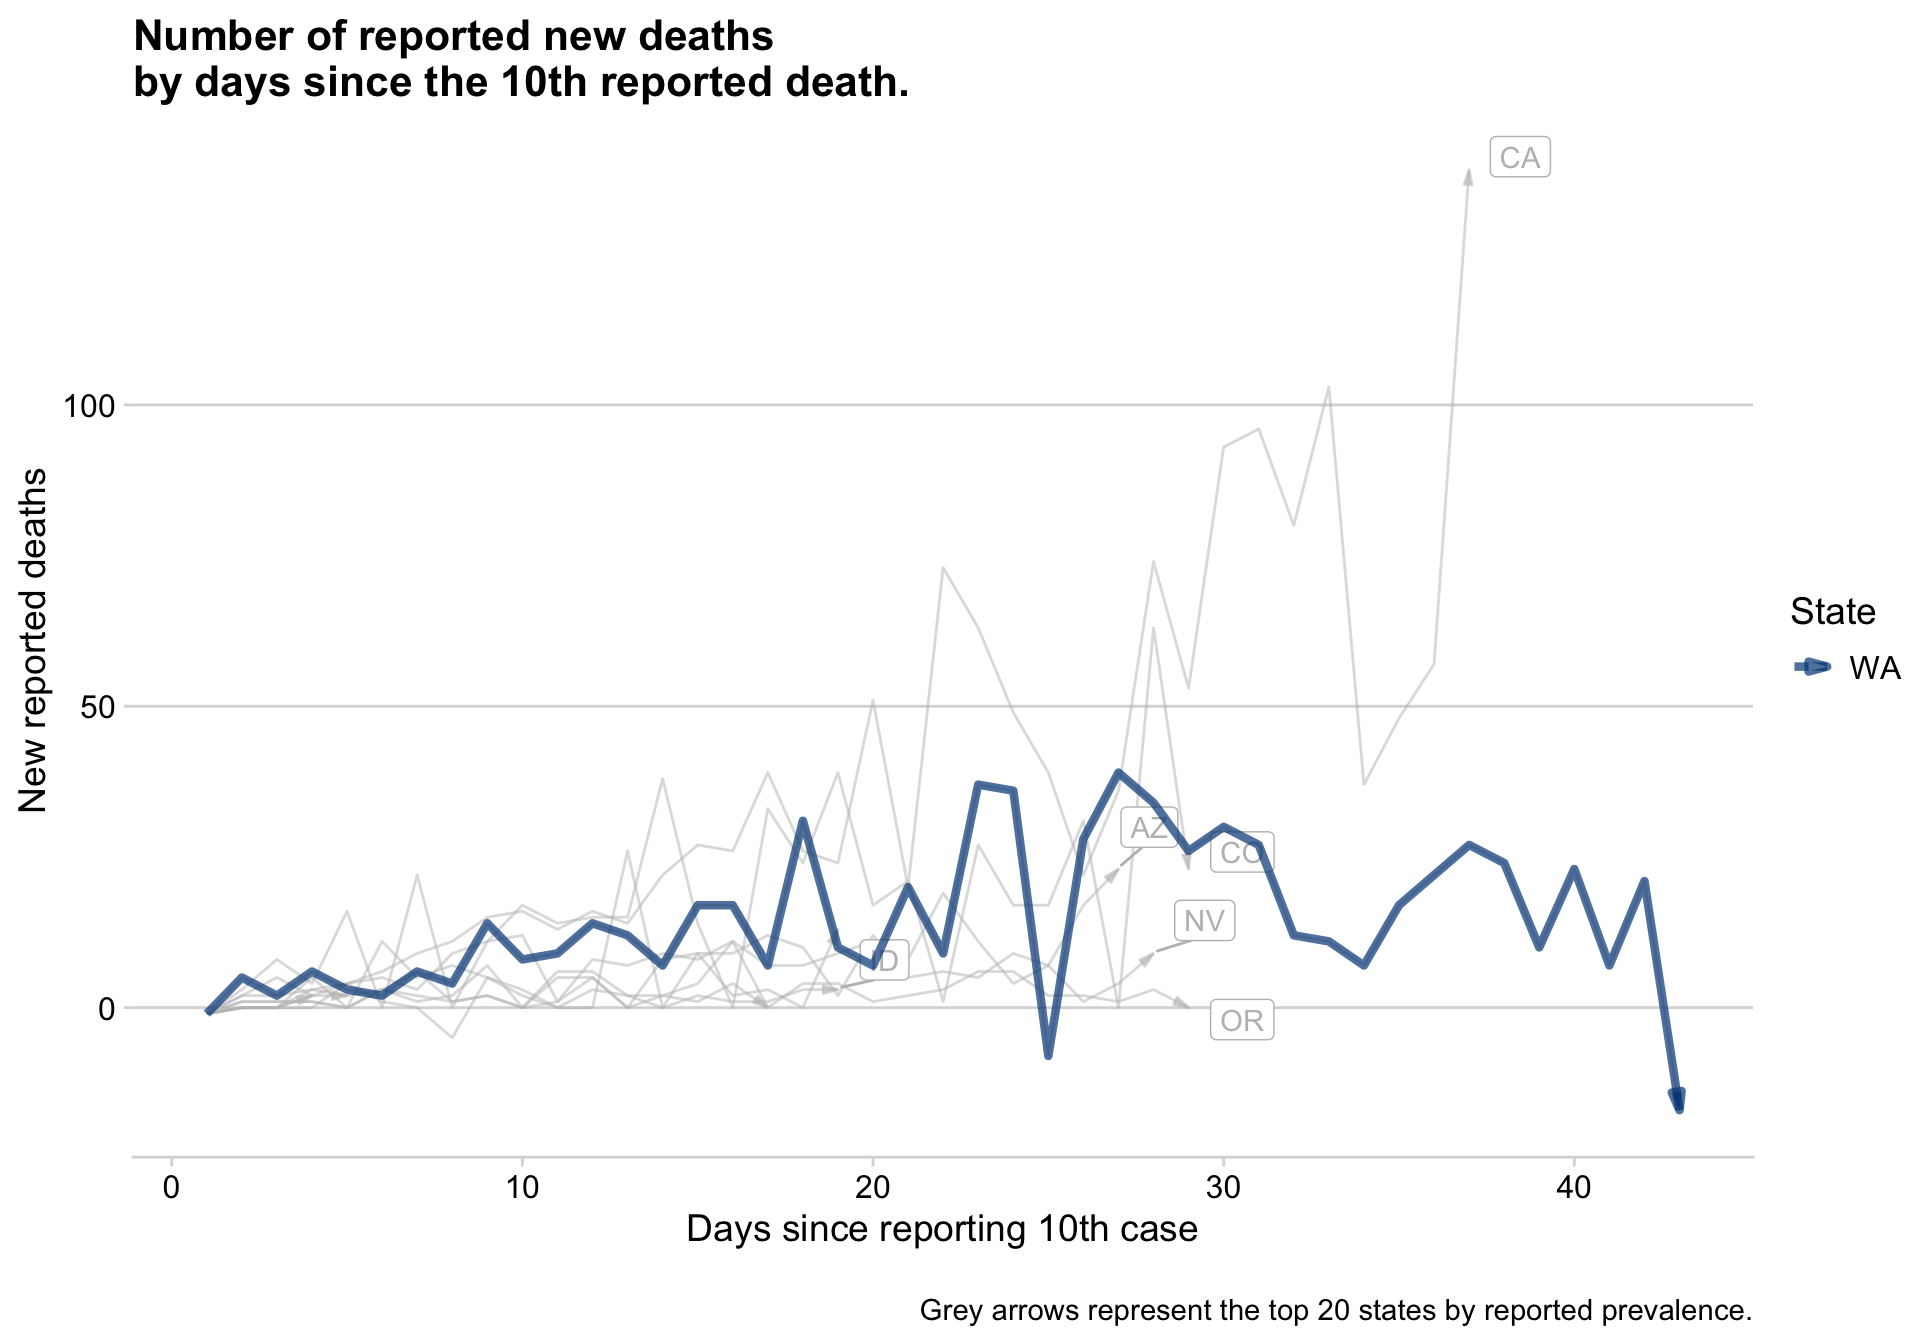 Number of reported new deaths
by days since the 10th reported death.
CA
100
New reported deaths
State
WA
50
AZ
CO
NV
ID
0
OR
0 10 20 30 40
Days since reporting 10th case
Grey arrows represent the top 20 states by reported prevalence.